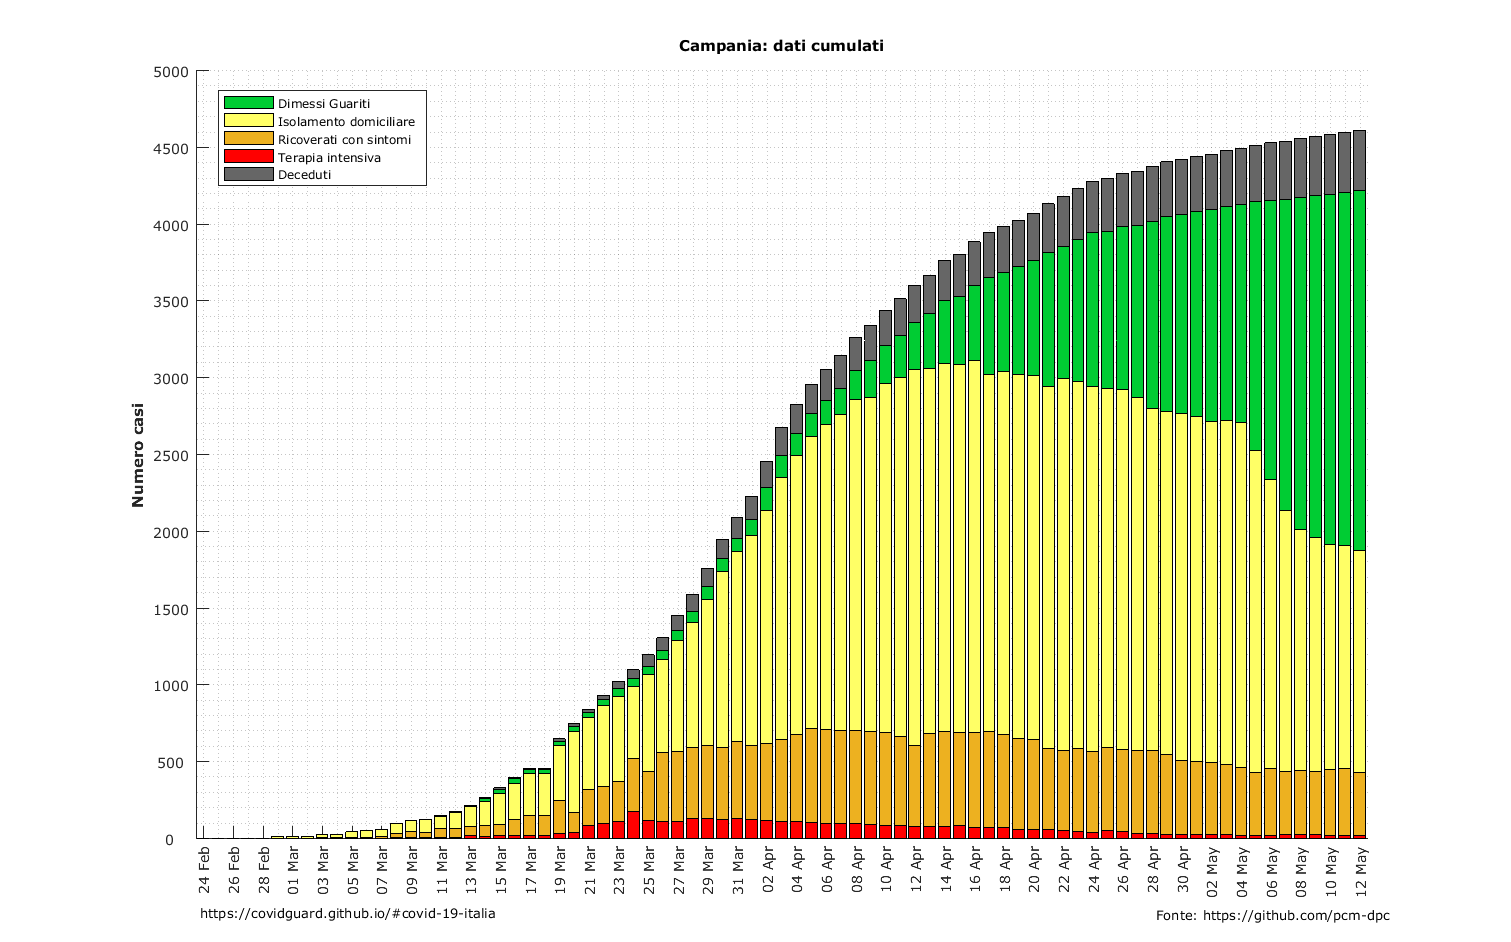 Campania: dati cumulati
5000
4500
4000
3500
3000
2500
2000
1500
1000
500
0
Numero casi
Dimessi Guariti
Isolamento domiciliare
Ricoverati con sintomi
Terapia intensiva
Deceduti
24 Feb
26 Feb
28 Feb
01 Mar
03 Mar
05 Mar
07 Mar
09 Mar
11 Mar
13 Mar
15 Mar
17 Mar
19 Mar
21 Mar
23 Mar
25 Mar
27 Mar
29 Mar
31 Mar
02 Apr
04 Apr
06 Apr
08 Apr
10 Apr
12 Apr
14 Apr
16 Apr
18 Apr
20 Apr
22 Apr
24 Apr
26 Apr
28 Apr
30 Apr
02 May
04 May
06 May
08 May
10 May
12 May
https://covidguard.github.io/#covid-19-italia
Fonte: https://github.com/pcm-dpc